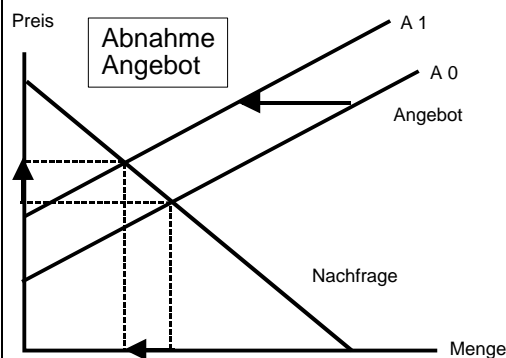 Preis
Abnahme
Angebot
A 1
A 0
Angebot
Nachfrage
Menge